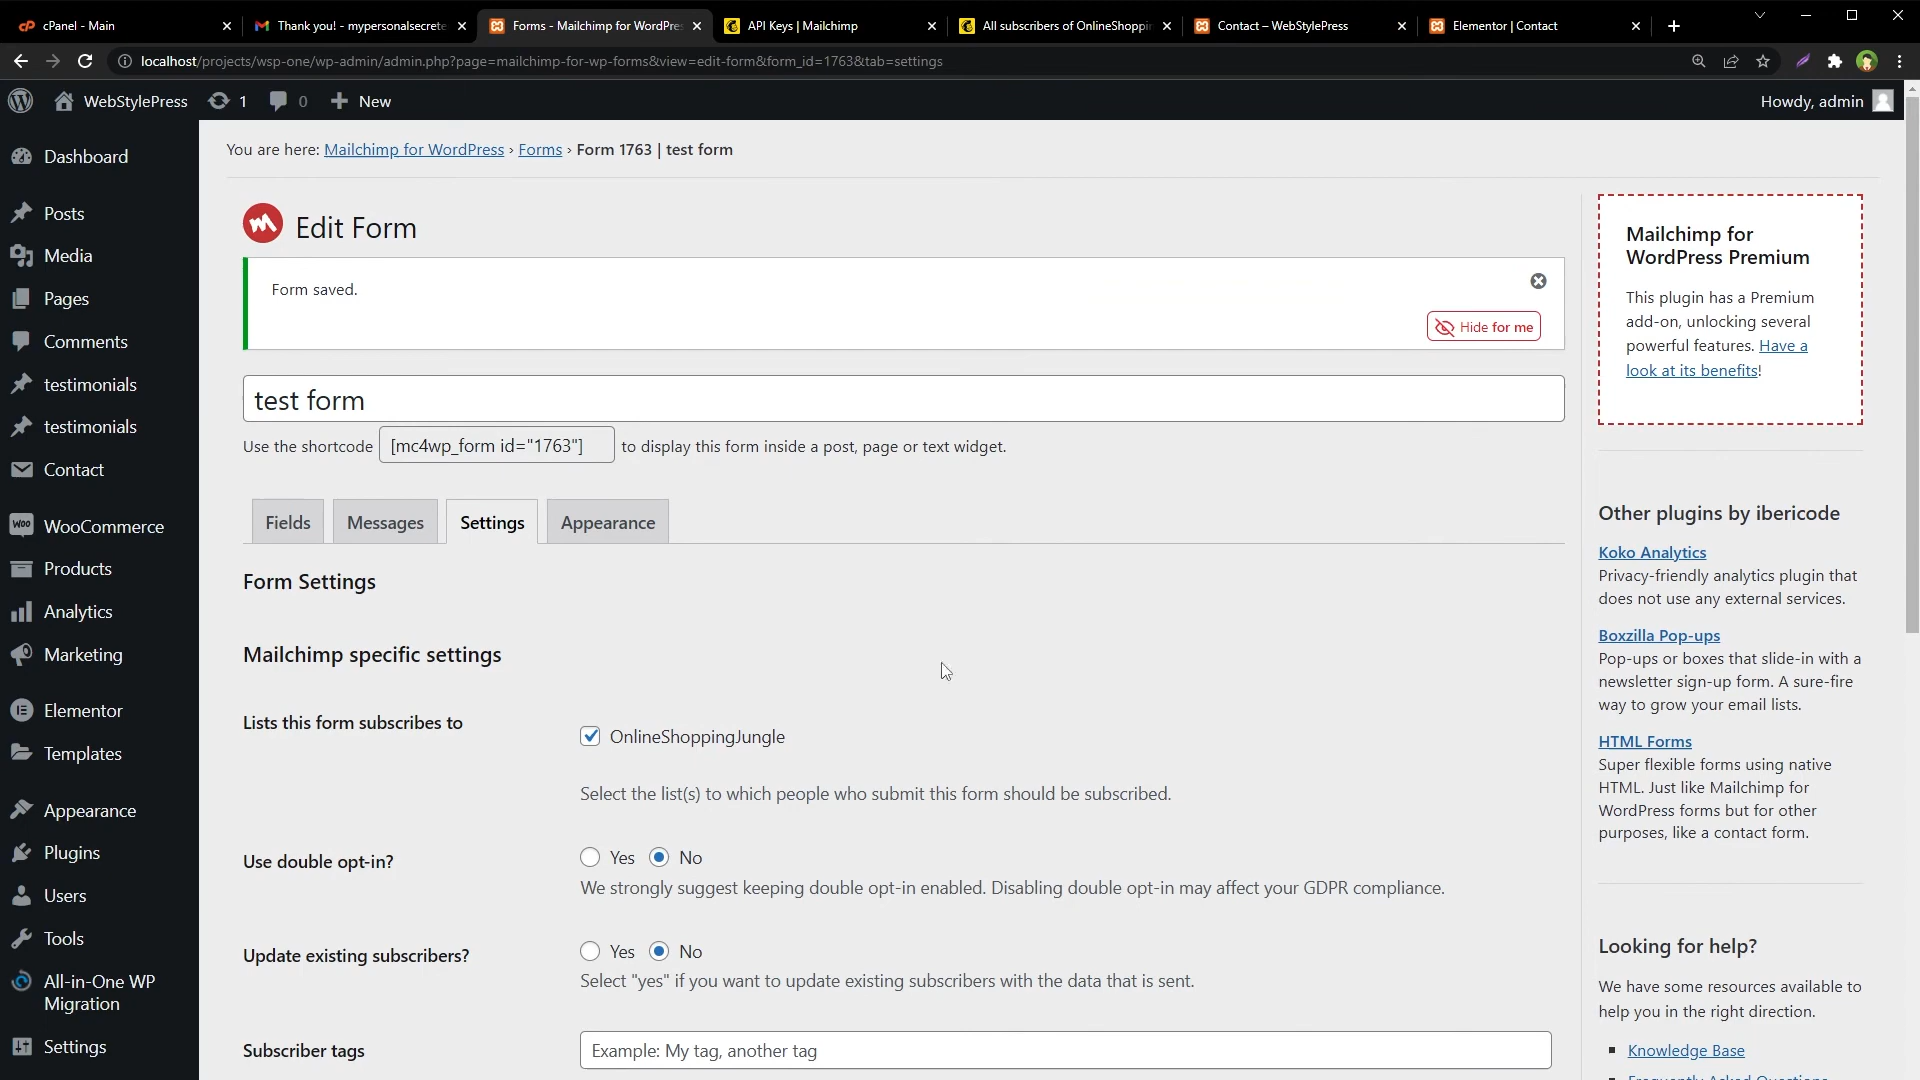 cPanel - Main
Thank you! - mypersonalsecrete
Forms - Mailchimp for WordPres
API Keys | Mailchimp
All subscribers of OnlineShoppin
Contact – WebStylePress
Elementor | Contact
localhost/projects/wsp-one/wp-admin/admin.php?page=mailchimp-for-wp-forms&view=edit-form&form_id=1763&tab=settings
WebStylePress
1
0
New
Howdy, admin
Dashboard
Posts
Media
Pages
Comments
testimonials
testimonials
Contact
WooCommerce
Products
Analytics
Marketing
Elementor
Templates
Appearance
Plugins
Users
Tools
All-in-One WP
Migration
Settings
You are here: Mailchimp for WordPress › Forms › Form 1763 | test form
Edit Form
Form saved.
Hide for me
test form
Use the shortcode [mc4wp_form id="1763"] to display this form inside a post, page or text widget.
Fields
Messages
Settings
Appearance
Form Settings
Mailchimp specific settings
Lists this form subscribes to
OnlineShoppingJungle
Select the list(s) to which people who submit this form should be subscribed.
Use double opt-in?
Yes No
We strongly suggest keeping double opt-in enabled. Disabling double opt-in may affect your GDPR compliance.
Update existing subscribers?
Yes No
Select "yes" if you want to update existing subscribers with the data that is sent.
Subscriber tags
Example: My tag, another tag
Mailchimp for
WordPress Premium
This plugin has a Premium
add-on, unlocking several
powerful features. Have a
look at its benefits!
Other plugins by ibericode
Koko Analytics
Privacy-friendly analytics plugin that
does not use any external services.
Boxzilla Pop-ups
Pop-ups or boxes that slide-in with a
newsletter sign-up form. A sure-fire
way to grow your email lists.
HTML Forms
Super flexible forms using native
HTML. Just like Mailchimp for
WordPress forms but for other
purposes, like a contact form.
Looking for help?
We have some resources available to
help you in the right direction.
Knowledge Base